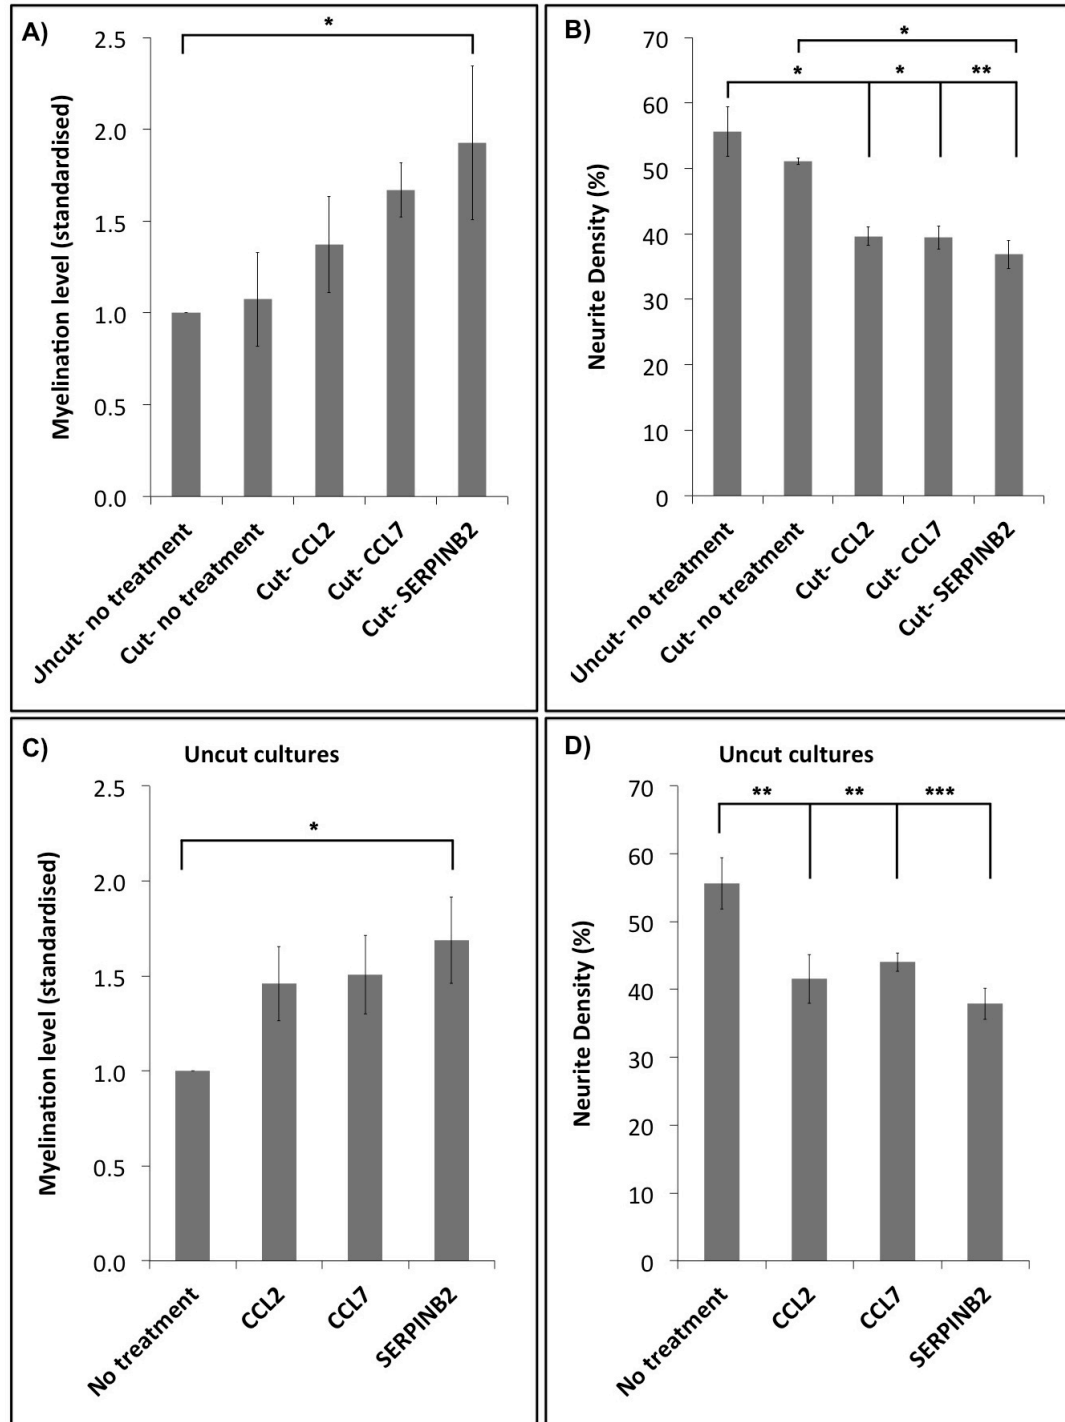 A)
*
2.5
2.0
1.5
1.0
0.5
0.0
Myelination level (standardised)
Uncut- no treatment
Cut- no treatment
Cut- CCL2
Cut- CCL7
Cut- SERPINB2
B)
*
* * **
70
60
50
40
30
20
10
0
Neurite Density (%)
Uncut- no treatment
Cut- no treatment
Cut- CCL2
Cut- CCL7
Cut- SERPINB2
C)
Uncut cultures
*
2.5
2.0
1.5
1.0
0.5
0.0
Myelination level (standardised)
No treatment
CCL2
CCL7
SERPINB2
D)
Uncut cultures
** ** ***
70
60
50
40
30
20
10
0
Neurite Density (%)
No treatment
CCL2
CCL7
SERPINB2